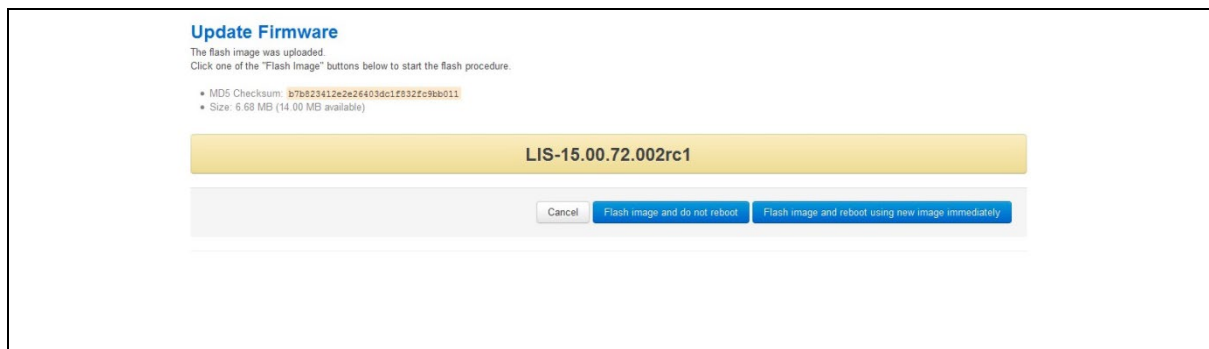 Update Firmware
The flash image was uploaded.
Click one of the "Flash Image" buttons below to start the flash procedure.
MD5 Checksum: b7b823412e2e26403dc1f832fc9bb011
Size: 6.68 MB (14.00 MB available)
LIS-15.00.72.002rc1
Cancel Flash image and do not reboot Flash image and reboot using new image immediately